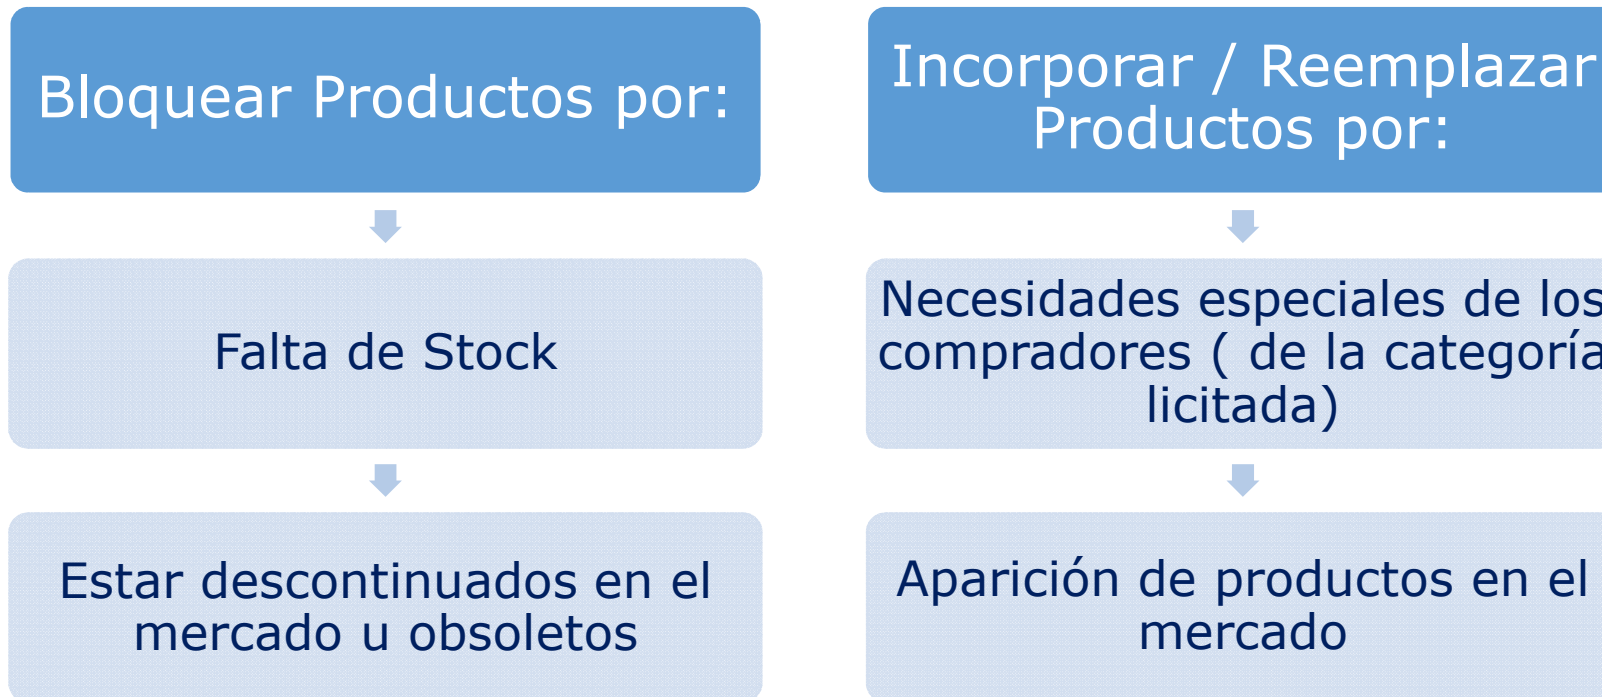 Bloquear Productos por:
Falta de Stock
Estar descontinuados en el
mercado u obsoletos
Incorporar / Reemplazar
Productos por:
Necesidades especiales de los
compradores ( de la categoría
licitada)
Aparición de productos en el
mercado